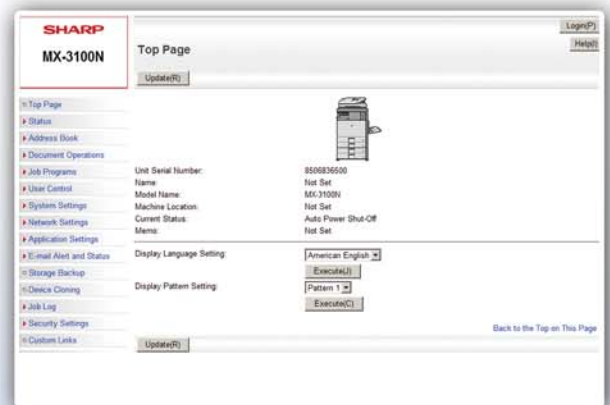 SHARP
MX-3100N
Top Page
Login(P)
Help(I)
Update(R)
Top Page
Status
Address Book
Document Operations
Job Programs
User Control
System Settings
Network Settings
Application Settings
E-mail Alert and Status
Storage Backup
Device Cloning
Job Log
Security Settings
Custom Links
Unit Serial Number: 8506836500
Name: Not Set
Model Name: MX-3100N
Machine Location: Not Set
Current Status: Auto Power Shut-Off
Memo: Not Set
Display Language Setting: American English
Execute(J)
Display Pattern Setting: Pattern 1
Execute(C)
Back to the Top on This Page
Update(R)